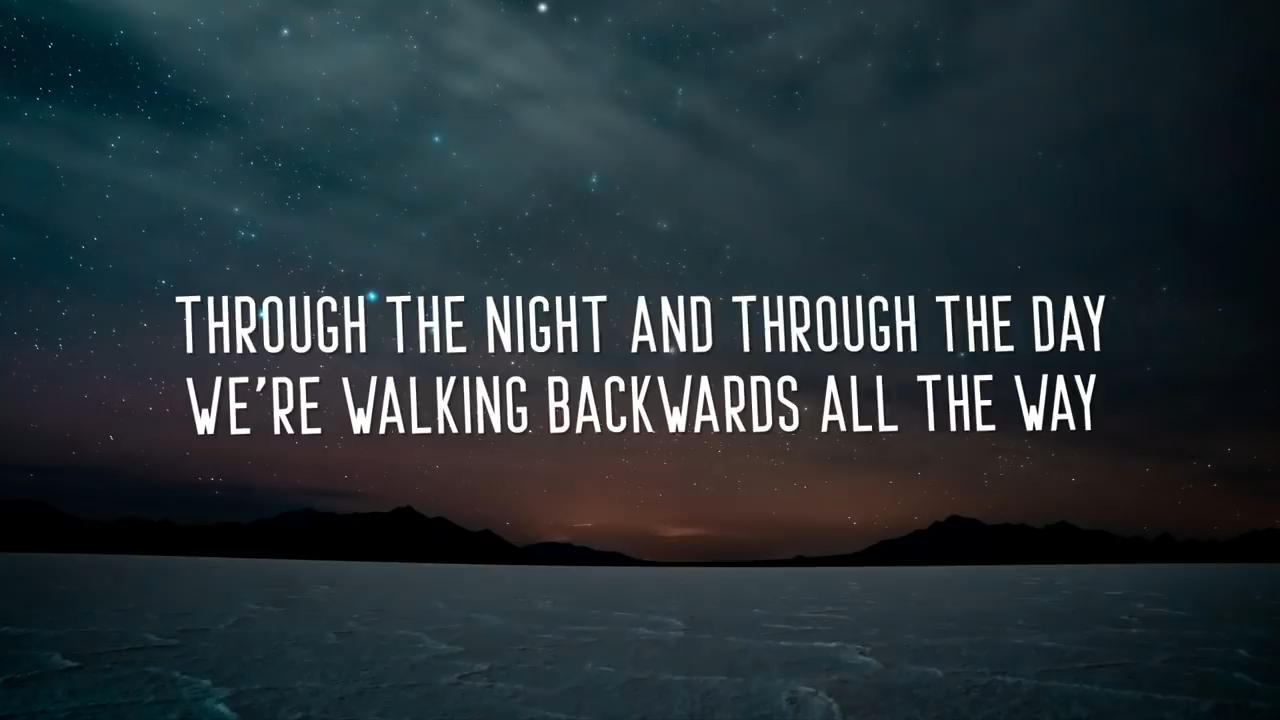 THROUGH THE NIGHT AND THROUGH THE DAY
WE'RE WALKING BACKWARDS ALL THE WAY